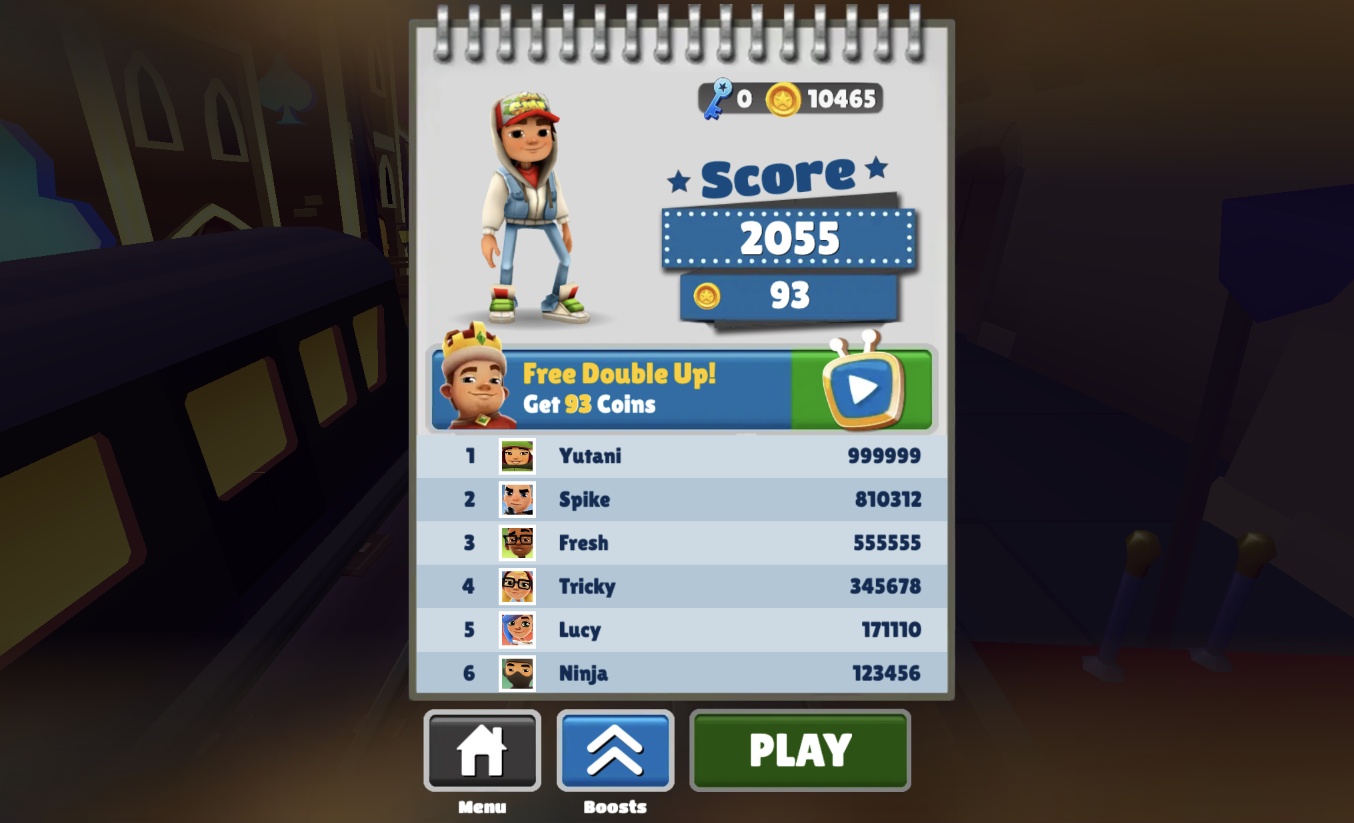 0 10465
Score
2055
93
Free Double Up!
Get 93 Coins
1 Yutani 999999
2 Spike 810312
3 Fresh 555555
4 Tricky 345678
5 Lucy 171110
6 Ninja 123456
PLAY
Menu Boosts